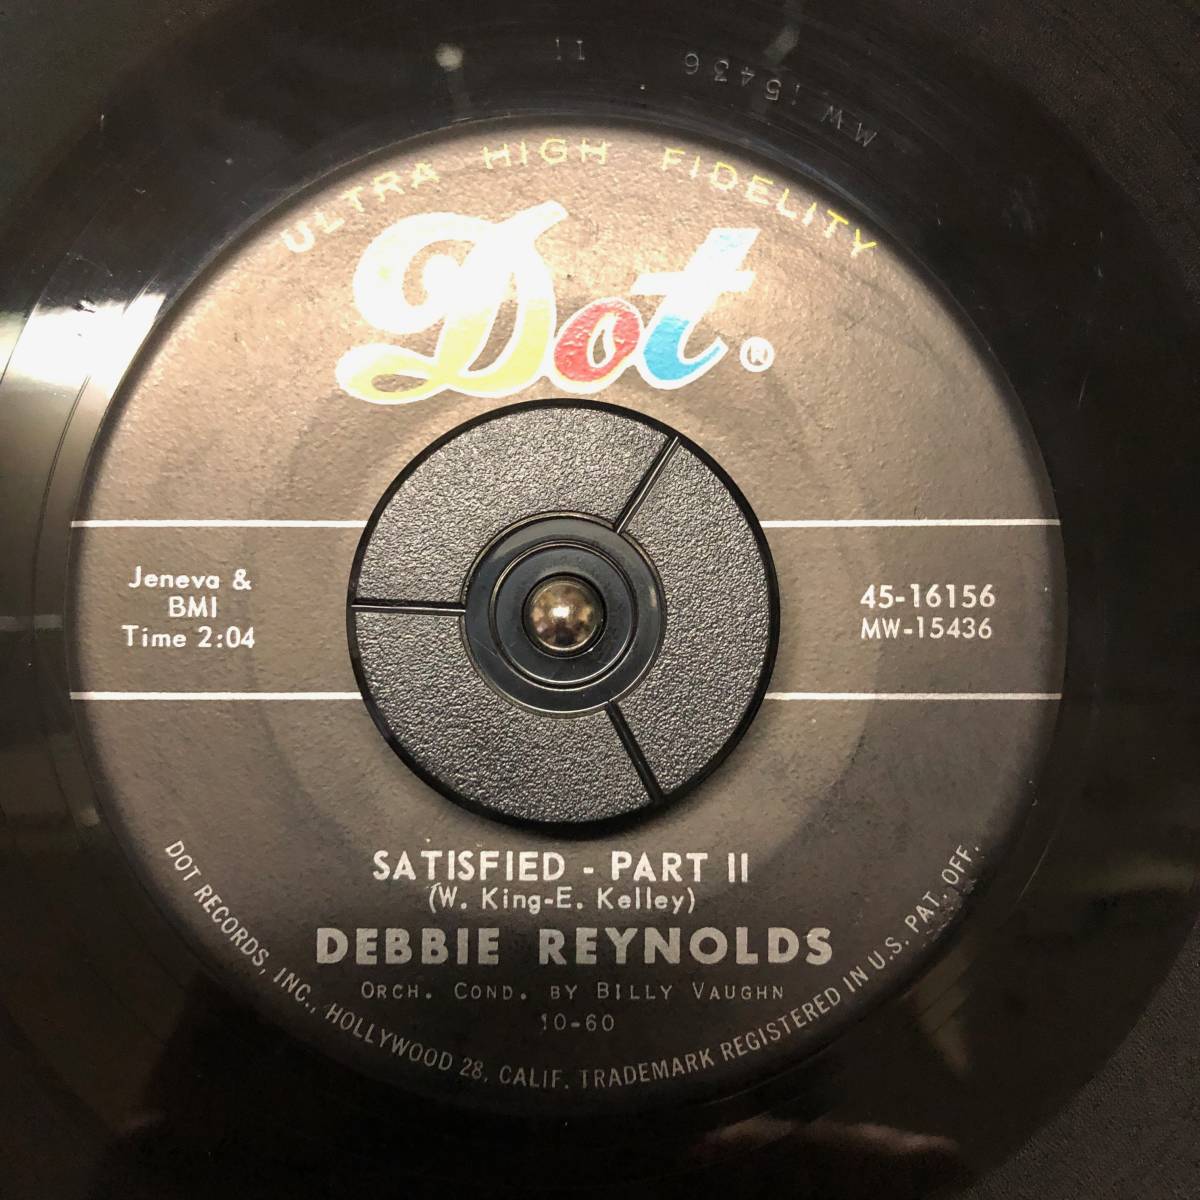 11 MW 15436
ULTRA HIGH FIDELITY
Dot®
Jeneva &
BMI
Time 2:04
45-16156
MW-15436
SATISFIED - PART II
(W. King-E. Kelley)
DEBBIE REYNOLDS
ORCH. COND. BY BILLY VAUGHN
10-60
DOT RECORDS, INC., HOLLYWOOD 28, CALIF. TRADEMARK REGISTERED IN U.S. PAT. OFF.